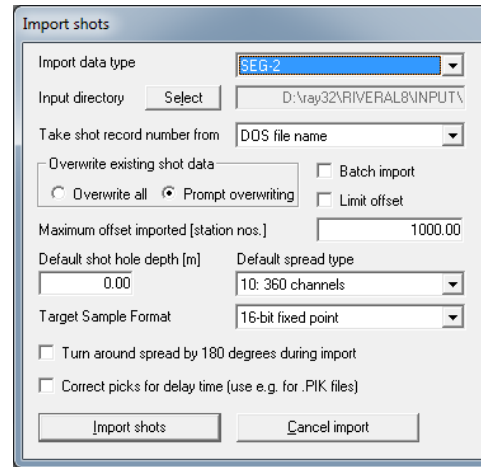 Import shots
Import data type SEG-2
Input directory Select D:\ray32\RIVERAL8\INPUT\
Take shot record number from DOS file name
Overwrite existing shot data
Batch import
Overwrite all Prompt overwriting
Limit offset
Maximum offset imported [station nos.] 1000.00
Default shot hole depth [m] Default spread type
0.00 10: 360 channels
Target Sample Format 16-bit fixed point
Turn around spread by 180 degrees during import
Correct picks for delay time (use e.g. for .PIK files)
Import shots Cancel import